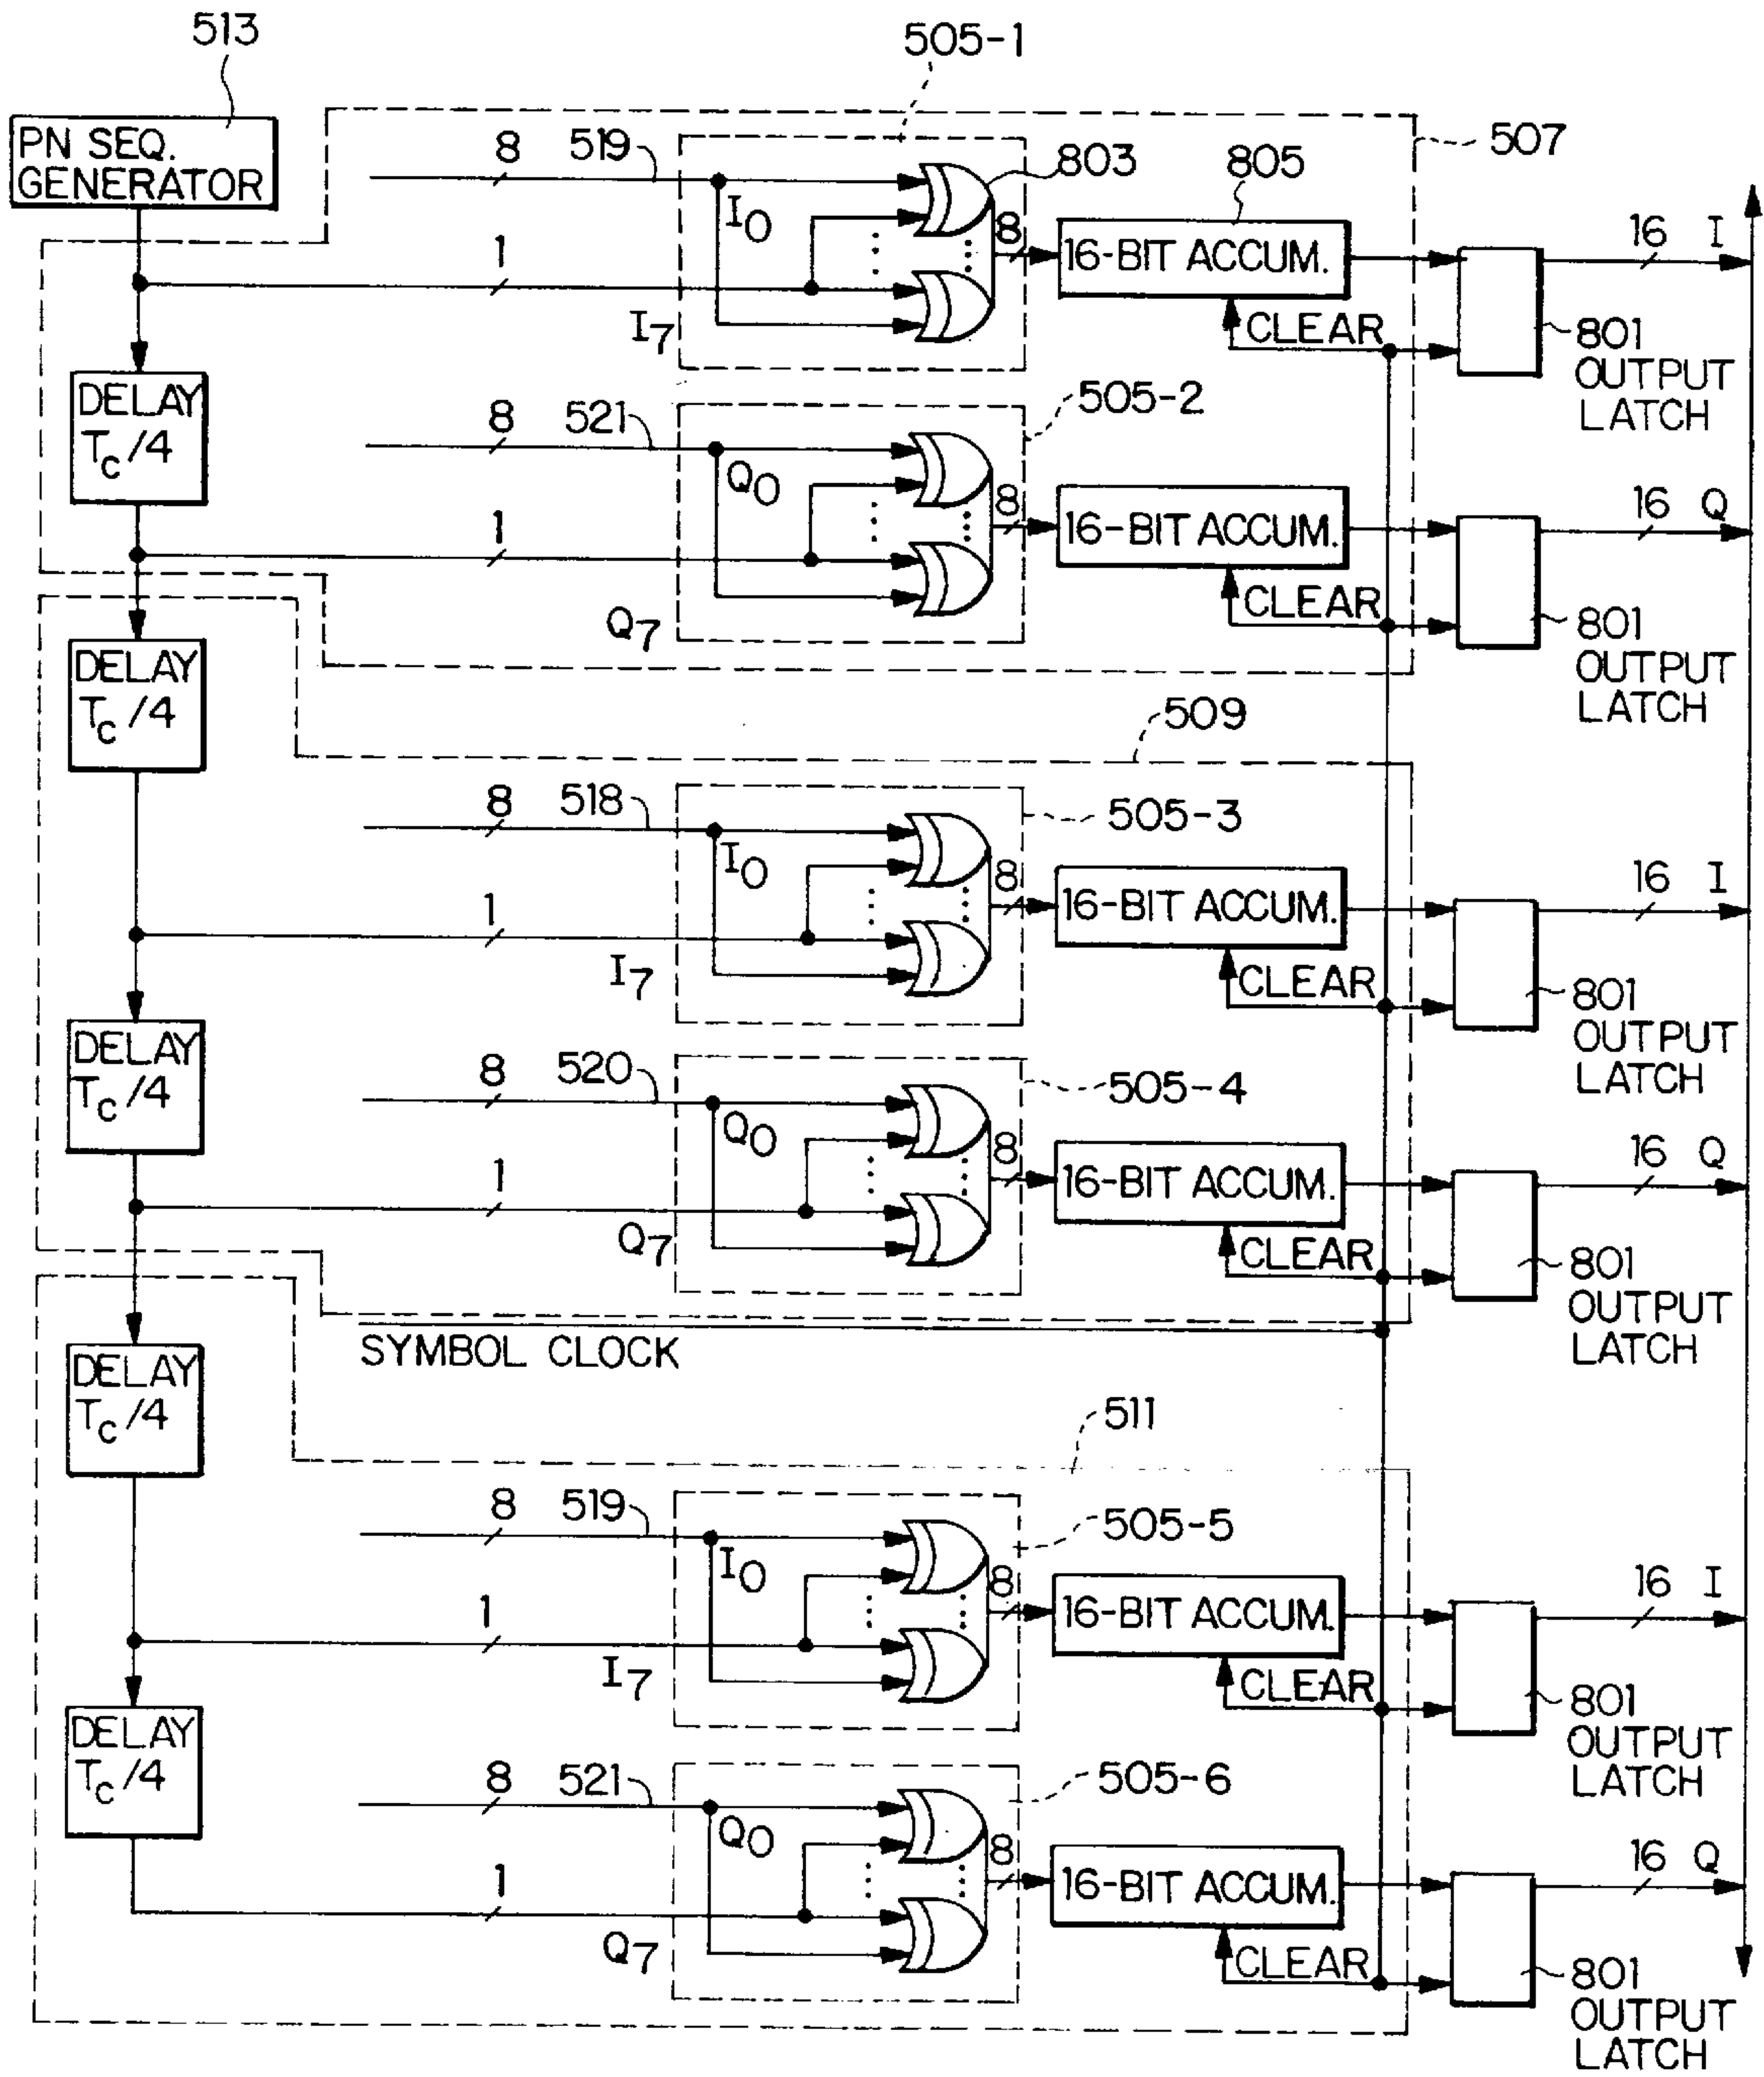 513
505-1
PN SEQ.
GENERATOR
8
519
I0
803
8
805
16-BIT ACCUM.
507
16 I
1
I7
CLEAR
801
OUTPUT
LATCH
DELAY
Tc/4
8
521
Q0
505-2
8
16-BIT ACCUM.
16 Q
1
Q7
CLEAR
801
OUTPUT
LATCH
DELAY
Tc/4
509
8
518
I0
505-3
8
16-BIT ACCUM.
16 I
1
I7
CLEAR
801
OUTPUT
LATCH
DELAY
Tc/4
8
520
Q0
505-4
8
16-BIT ACCUM.
16 Q
1
Q7
CLEAR
801
OUTPUT
LATCH
SYMBOL CLOCK
DELAY
Tc/4
511
8
519
I0
505-5
8
16-BIT ACCUM.
16 I
1
I7
CLEAR
801
OUTPUT
LATCH
DELAY
Tc/4
8
521
Q0
505-6
8
16-BIT ACCUM.
16 Q
1
Q7
CLEAR
801
OUTPUT
LATCH